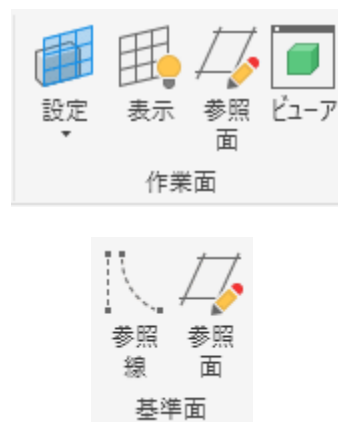 設定 表示 参照 ビューア
面
作業面
参照 参照
線 面
基準面